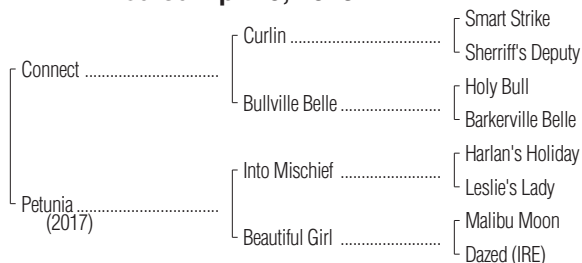 Smart Strike
Curlin
Sherriff's Deputy
Connect
Holy Bull
Bullville Belle
Barkerville Belle
Harlan's Holiday
Into Mischief
Leslie's Lady
Petunia
(2017)
Malibu Moon
Beautiful Girl
Dazed (IRE)